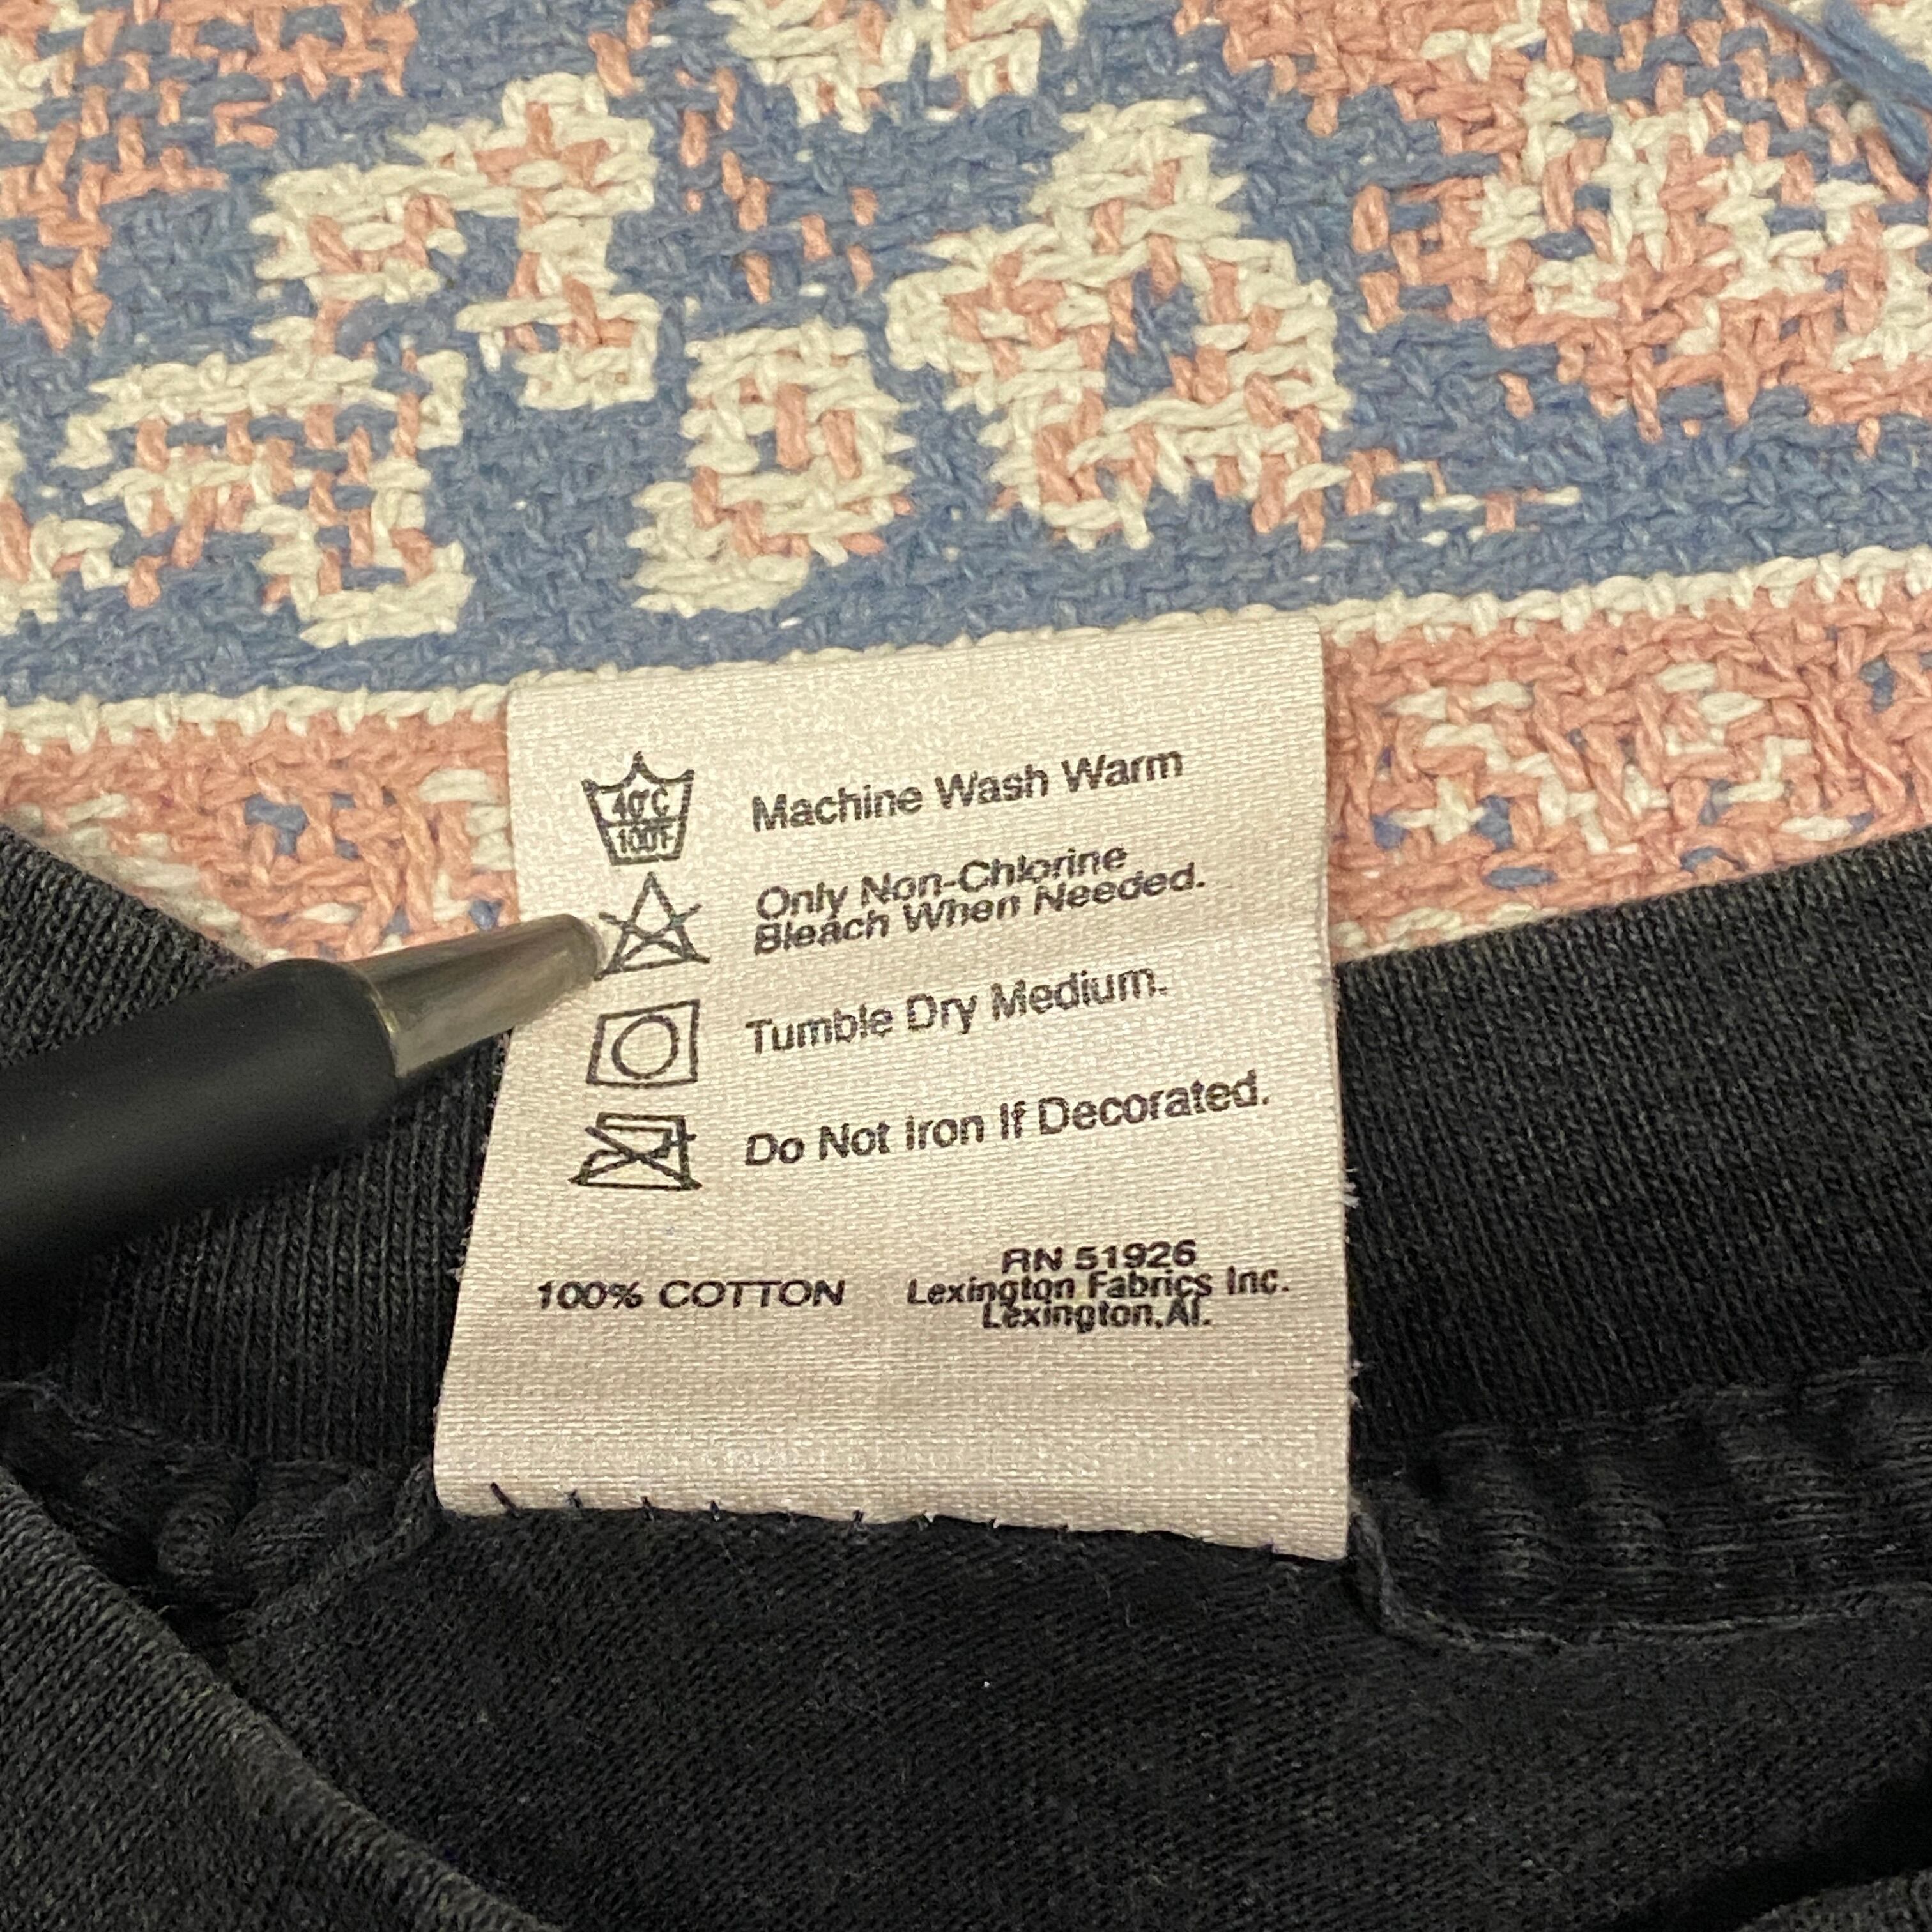 40°C
100°F
Machine Wash Warm
Only Non-Chlorine
Bleach When Needed.
Tumble Dry Medium.
Do Not Iron If Decorated.
100% COTTON
RN 51926
Lexington Fabrics Inc.
Lexington,Al.